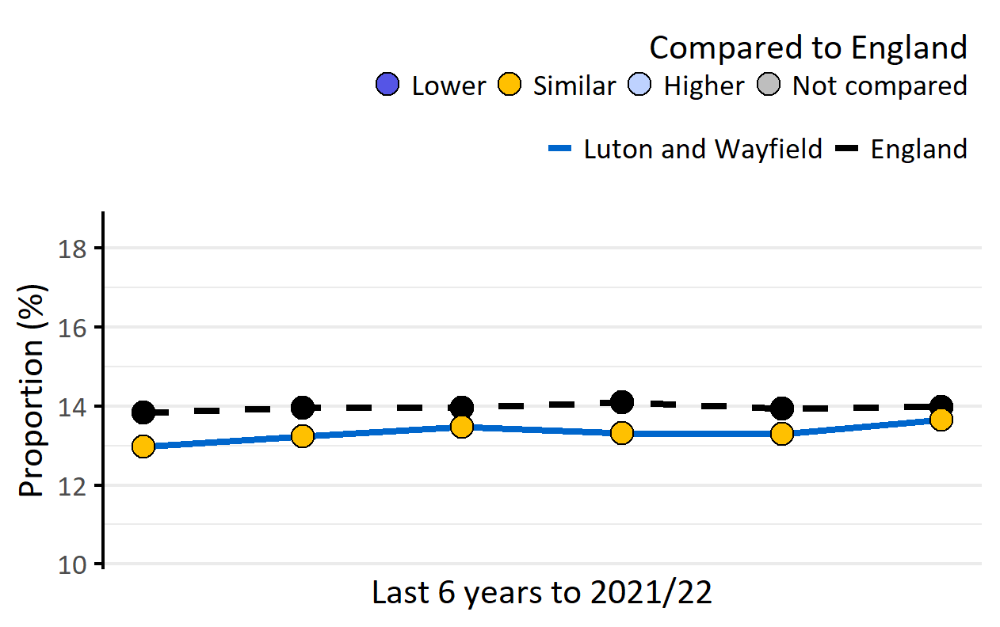 Compared to England
Lower Similar Higher Not compared
Luton and Wayfield England
Proportion (%)
18
16
14
12
10
Last 6 years to 2021/22